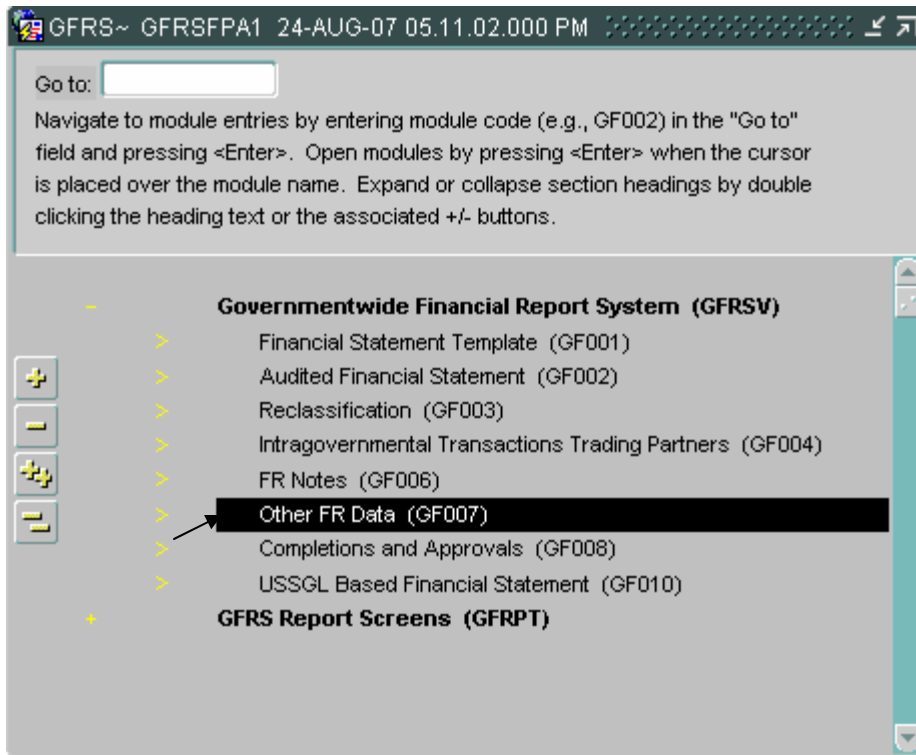 GFRS~ GFRSFPA1 24-AUG-07 05.11.02.000 PM
Go to:
Navigate to module entries by entering module code (e.g., GF002) in the "Go to"
field and pressing <Enter>. Open modules by pressing <Enter> when the cursor
is placed over the module name. Expand or collapse section headings by double
clicking the heading text or the associated +/- buttons.
− Governmentwide Financial Report System (GFRSV)
> Financial Statement Template (GF001)
> Audited Financial Statement (GF002)
> Reclassification (GF003)
> Intragovernmental Transactions Trading Partners (GF004)
> FR Notes (GF006)
> Other FR Data (GF007)
> Completions and Approvals (GF008)
> USSGL Based Financial Statement (GF010)
+ GFRS Report Screens (GFRPT)